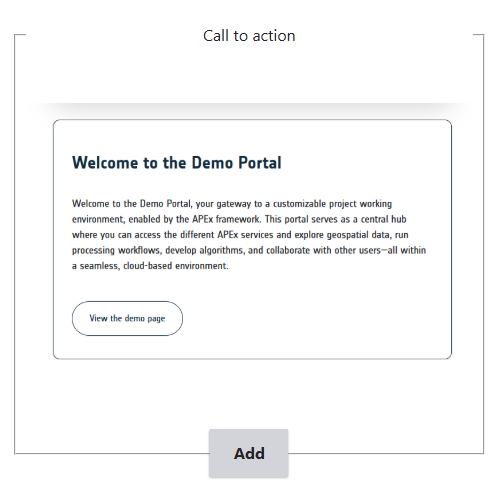 Call to action
Welcome to the Demo Portal
Welcome to the Demo Portal, your gateway to a customizable project working
environment, enabled by the APEx framework. This portal serves as a central hub
where you can access the different APEx services and explore geospatial data, run
processing workflows, develop algorithms, and collaborate with other users—all within
a seamless, cloud-based environment.
View the demo page
Add